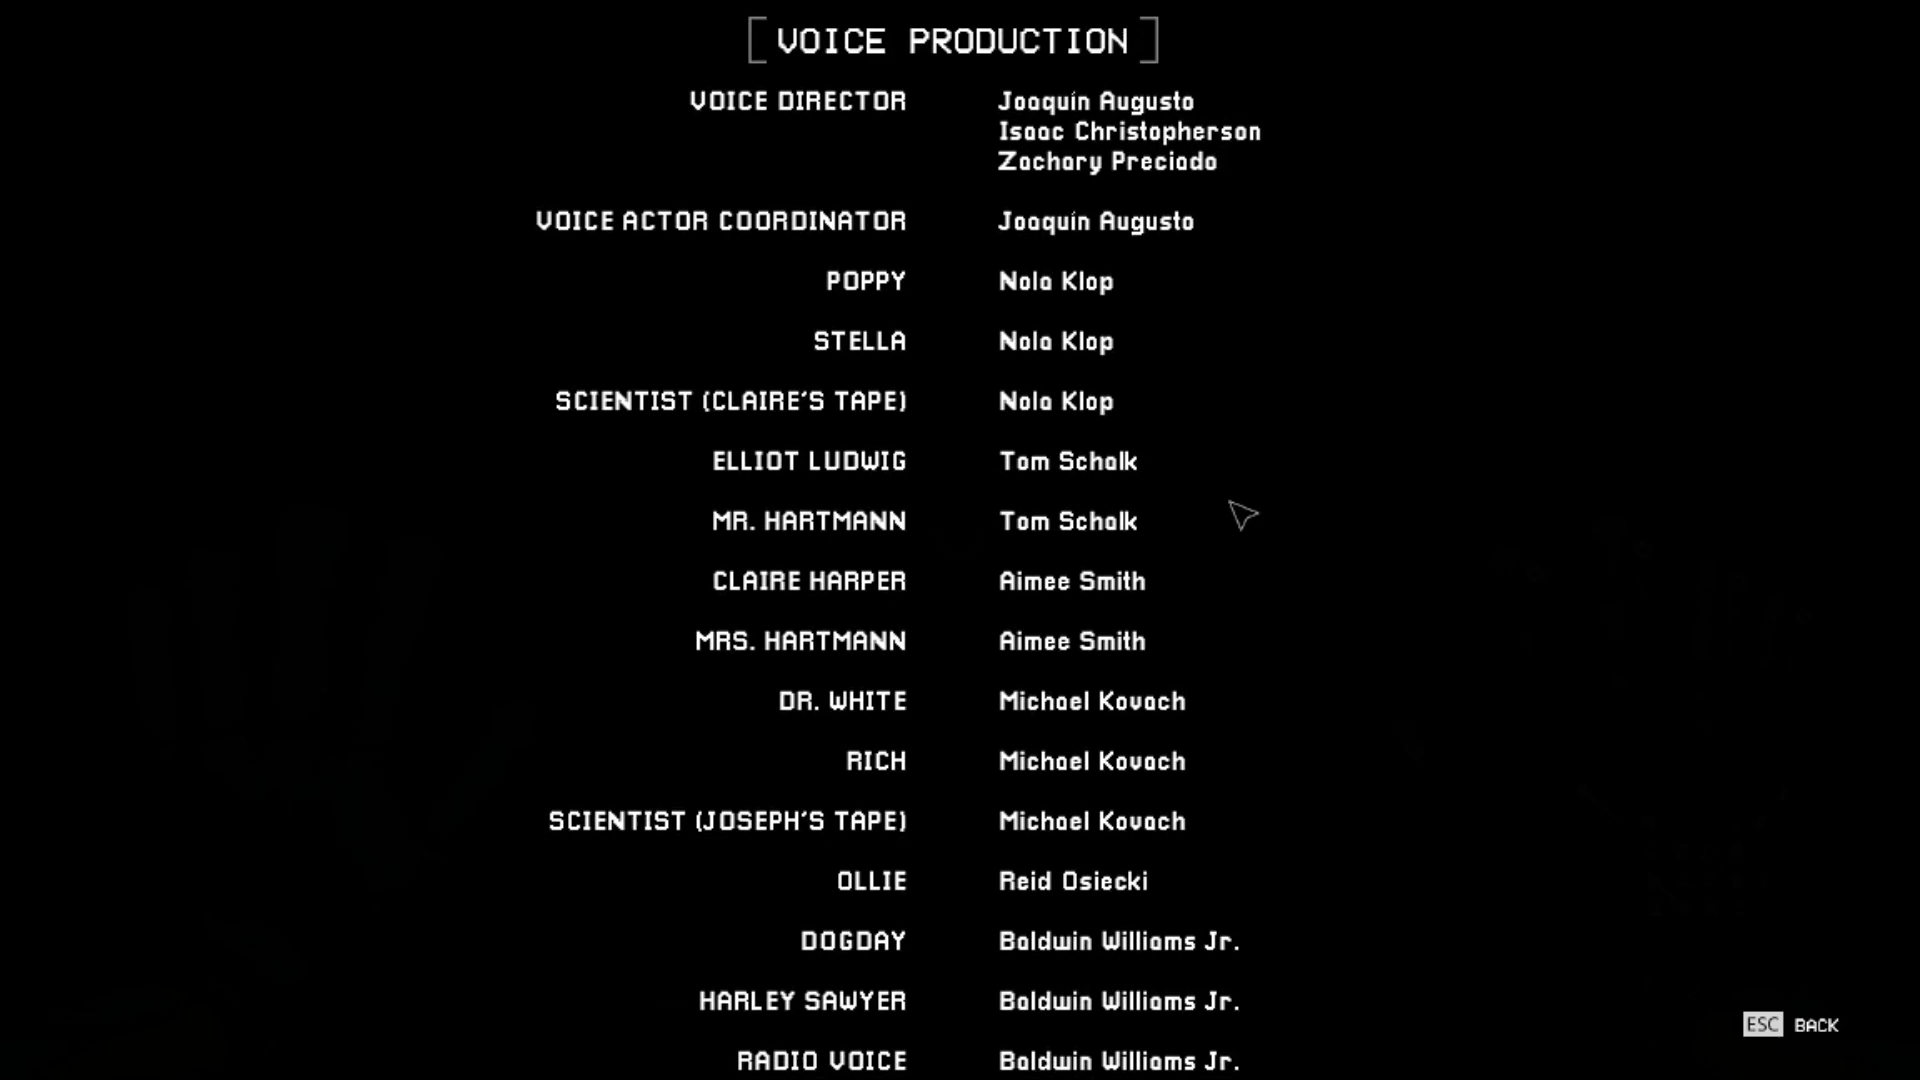 [VOICE PRODUCTION]
VOICE DIRECTOR Joaquín Augusto
Isaac Christopherson
Zachary Preciado
VOICE ACTOR COORDINATOR Joaquín Augusto
POPPY Nola Klop
STELLA Nola Klop
SCIENTIST (CLAIRE'S TAPE) Nola Klop
ELLIOT LUDWIG Tom Schalk
MR. HARTMANN Tom Schalk
CLAIRE HARPER Aimee Smith
MRS. HARTMANN Aimee Smith
DR. WHITE Michael Kovach
RICH Michael Kovach
SCIENTIST (JOSEPH'S TAPE) Michael Kovach
OLLIE Reid Osiecki
DOGDAY Baldwin Williams Jr.
HARLEY SAWYER Baldwin Williams Jr.
ESC BACK
RADIO VOICE Baldwin Williams Jr.